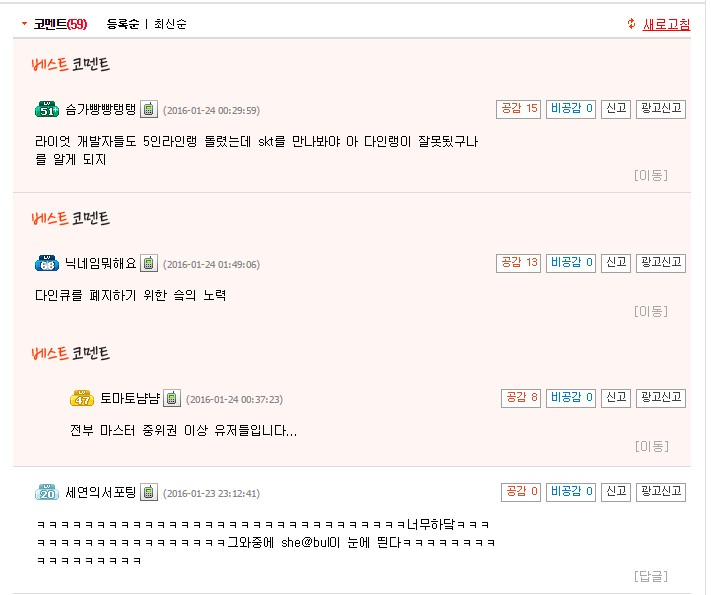 코멘트(59) 등록순 | 최신순 새로고침
베스트 코멘트
LV 51 슴가빵빵탱탱 (2016-01-24 00:29:59) 공감 15 비공감 0 신고 광고신고
라이엇 개발자들도 5인라인랭 돌렸는데 skt를 만나봐야 아 다인랭이 잘못됬구나
를 알게 되지
[이동]
베스트 코멘트
LV 68 닉네임뭐해요 (2016-01-24 01:49:06) 공감 13 비공감 0 신고 광고신고
다인큐를 폐지하기 위한 슼의 노력
[이동]
베스트 코멘트
LV 47 토마토냠냠 (2016-01-24 00:37:23) 공감 8 비공감 0 신고 광고신고
전부 마스터 중위권 이상 유저들입니다...
[이동]
LV 20 세연의서포팅 (2016-01-23 23:12:41) 공감 0 비공감 0 신고 광고신고
ㅋㅋㅋㅋㅋㅋㅋㅋㅋㅋㅋㅋㅋㅋㅋㅋㅋㅋㅋㅋㅋㅋㅋㅋㅋㅋㅋㅋㅋㅋㅋ너무하닼ㅋㅋㅋ
ㅋㅋㅋㅋㅋㅋㅋㅋㅋㅋㅋㅋㅋㅋㅋㅋ그와중에 she@bul이 눈에 띈다ㅋㅋㅋㅋㅋㅋㅋㅋ
ㅋㅋㅋㅋㅋㅋㅋㅋㅋ
[답글]